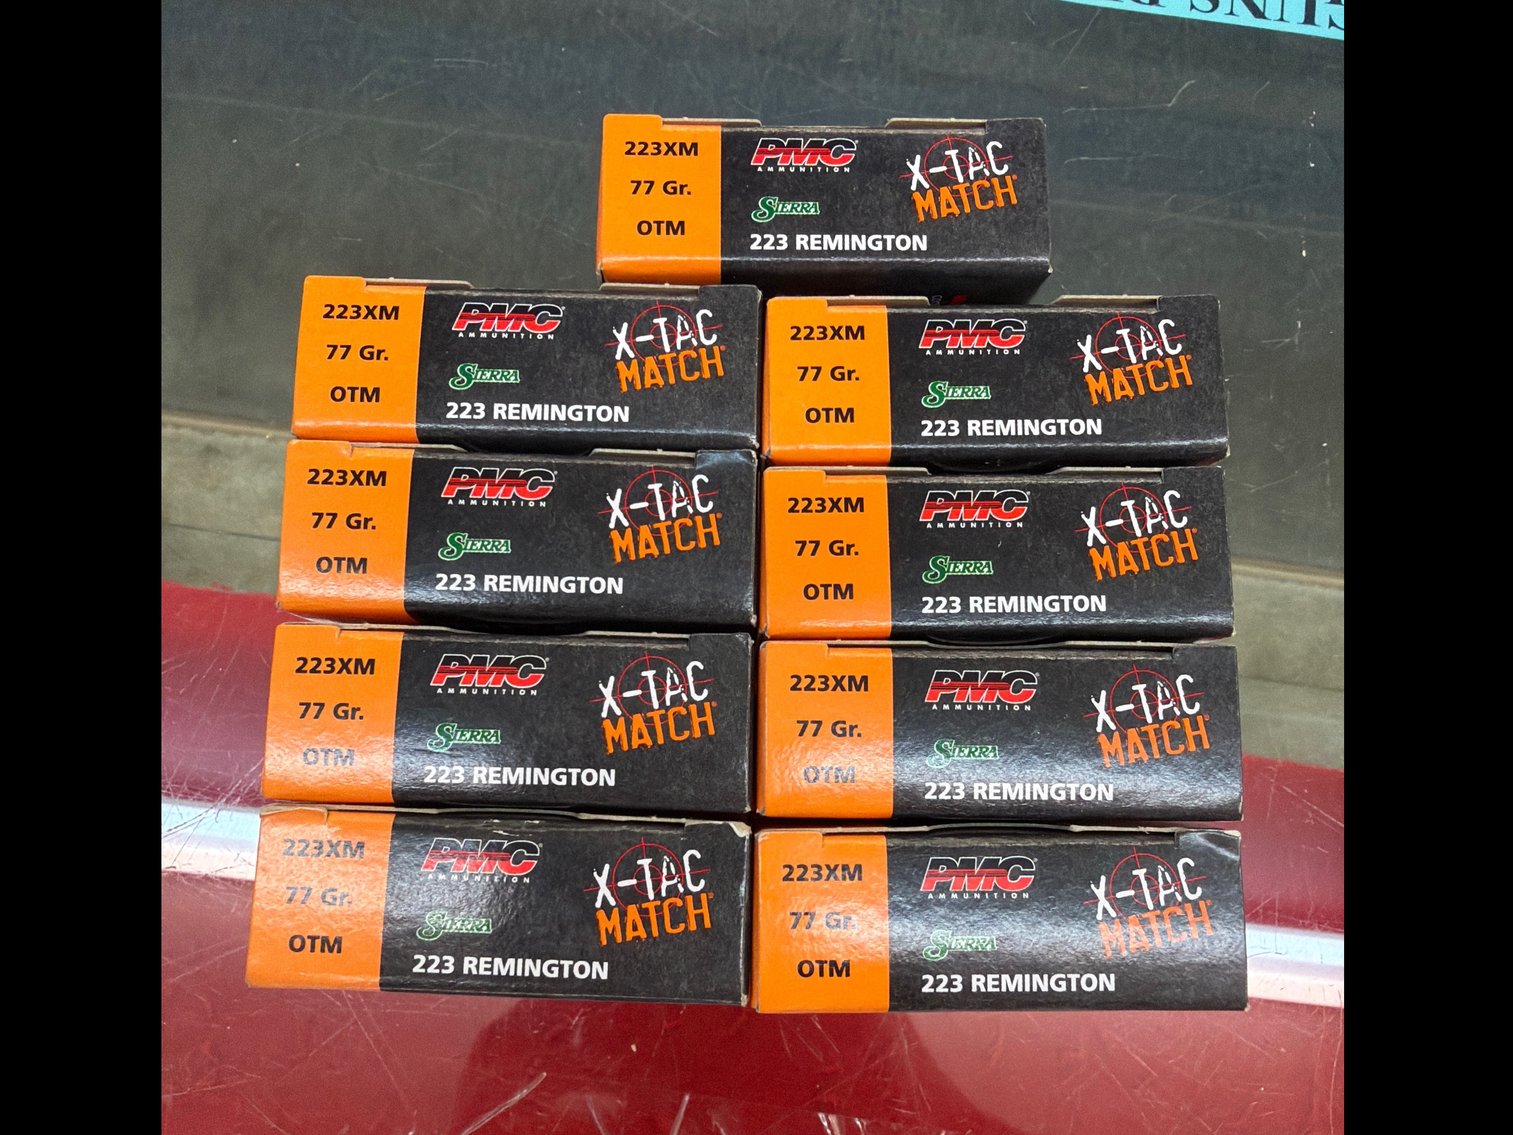 223XM
77 Gr.
OTM
PMC
AMMUNITION
SIERRA
223 REMINGTON
X-TAC
MATCH
223XM
77 Gr.
OTM
PMC
AMMUNITION
SIERRA
223 REMINGTON
X-TAC
MATCH
223XM
77 Gr.
OTM
PMC
AMMUNITION
SIERRA
223 REMINGTON
X-TAC
MATCH
223XM
77 Gr.
OTM
PMC
AMMUNITION
SIERRA
223 REMINGTON
X-TAC
MATCH
223XM
77 Gr.
OTM
PMC
AMMUNITION
SIERRA
223 REMINGTON
X-TAC
MATCH
223XM
77 Gr.
OTM
PMC
AMMUNITION
SIERRA
223 REMINGTON
X-TAC
MATCH
223XM
77 Gr.
OTM
PMC
AMMUNITION
SIERRA
223 REMINGTON
X-TAC
MATCH
223XM
77 Gr.
OTM
PMC
AMMUNITION
SIERRA
223 REMINGTON
X-TAC
MATCH
223XM
77 Gr.
OTM
PMC
AMMUNITION
SIERRA
223 REMINGTON
X-TAC
MATCH